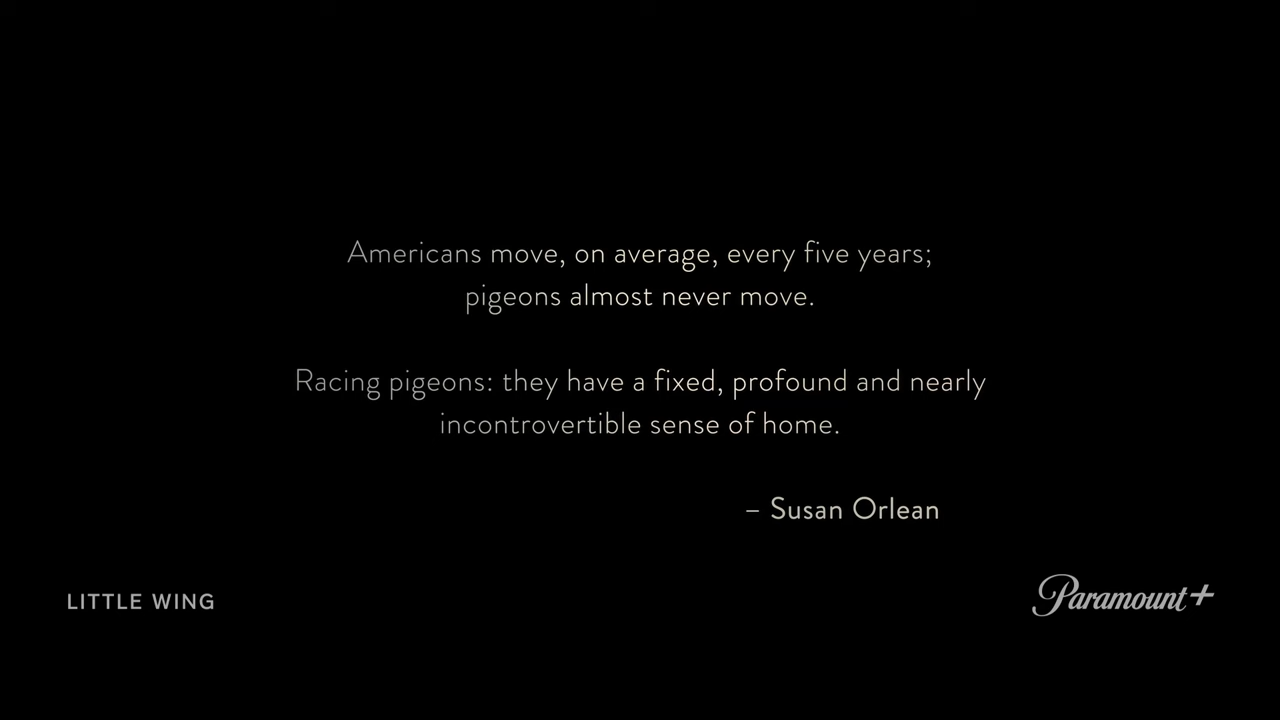 Americans move, on average, every five years;
pigeons almost never move.
Racing pigeons: they have a fixed, profound and nearly
incontrovertible sense of home.
– Susan Orlean
LITTLE WING
Paramount+